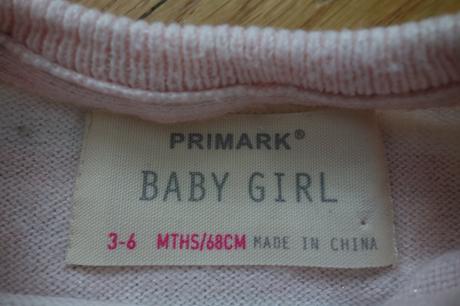 PRIMARK®
BABY GIRL
3-6 MTHS/68CM MADE IN CHINA